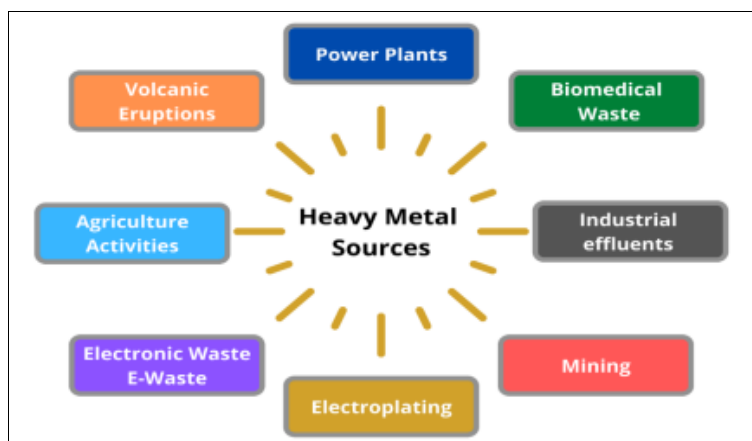 Power Plants
Volcanic
Eruptions
Biomedical
Waste
Heavy Metal
Sources
Agriculture
Activities
Industrial
effluents
Electronic Waste
E-Waste
Mining
Electroplating